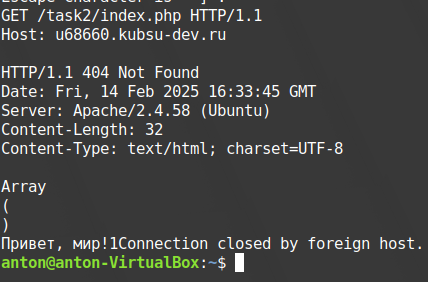 GET /task2/index.php HTTP/1.1
Host: u68660.kubsu-dev.ru
HTTP/1.1 404 Not Found
Date: Fri, 14 Feb 2025 16:33:45 GMT
Server: Apache/2.4.58 (Ubuntu)
Content-Length: 32
Content-Type: text/html; charset=UTF-8
Array
(
)
Привет, мир!1Connection closed by foreign host.
anton@anton-VirtualBox:~$